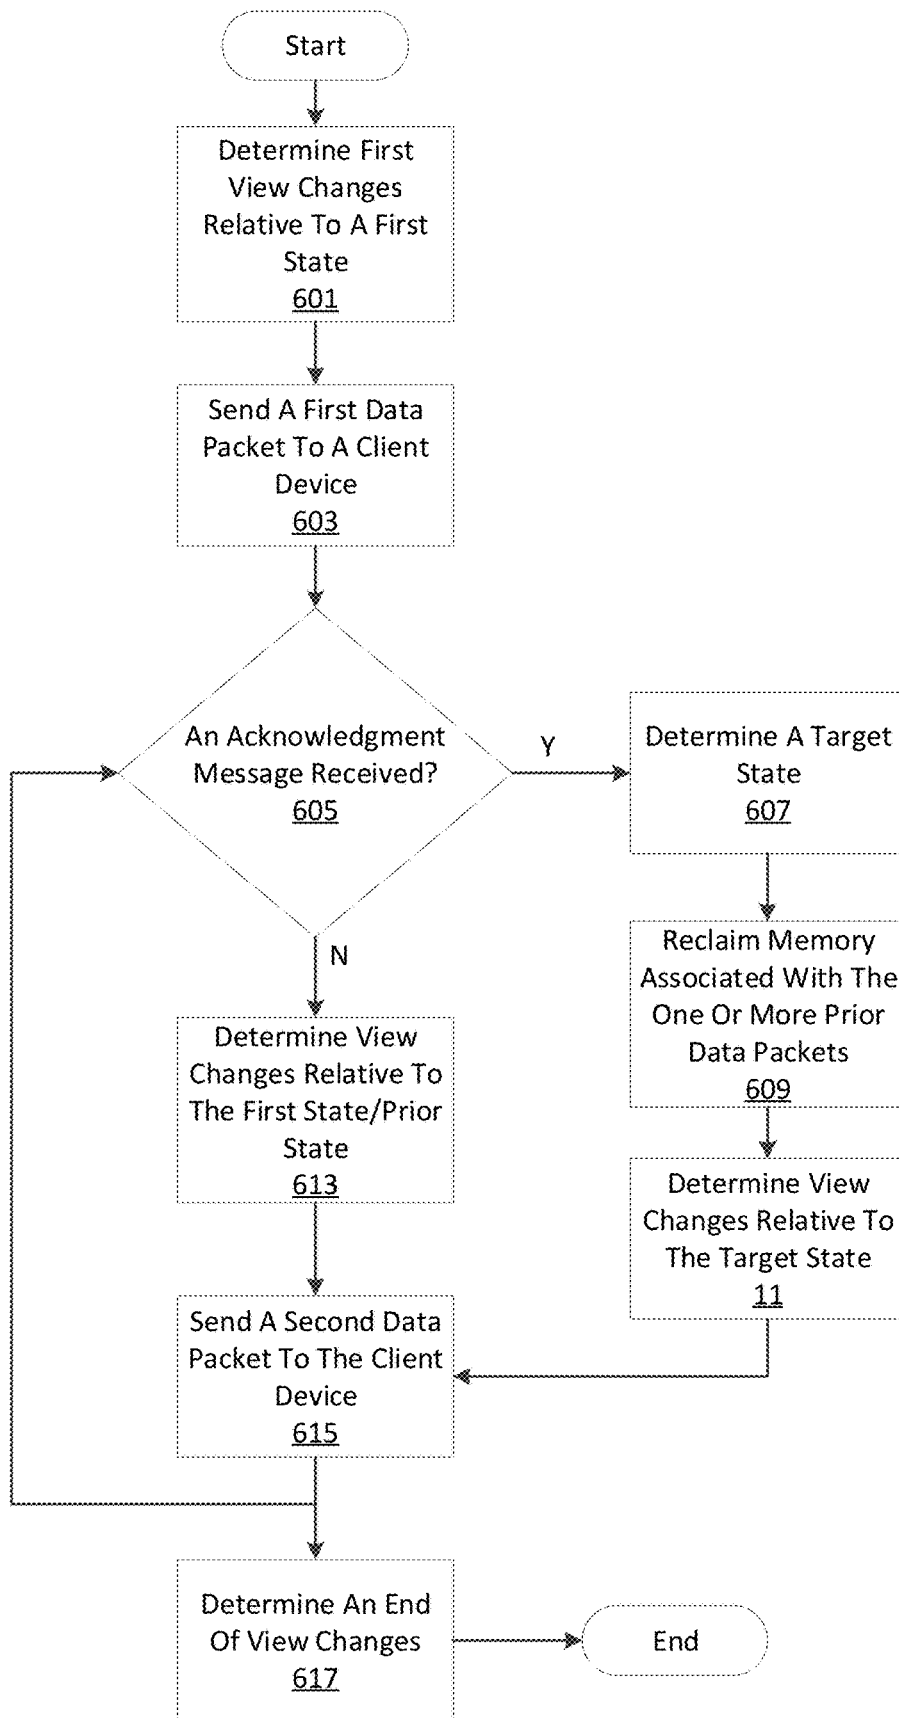 Start
Determine First
View Changes
Relative To A First
State
601
Send A First Data
Packet To A Client
Device
603
An Acknowledgment
Message Received?
605
Y
N
Determine A Target
State
607
Reclaim Memory
Associated With The
One Or More Prior
Data Packets
609
Determine View
Changes Relative To
The Target State
11
Determine View
Changes Relative To
The First State/Prior
State
613
Send A Second Data
Packet To The Client
Device
615
Determine An End
Of View Changes
617
End